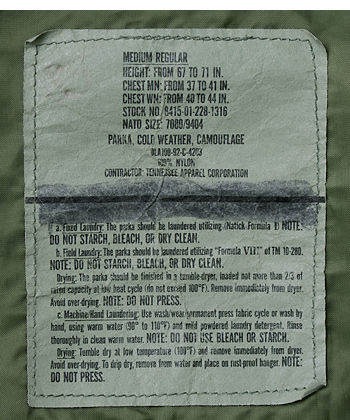 MEDIUM REGULAR
HEIGHT: FROM 67 TO 71 IN.
CHEST MN: FROM 37 TO 41 IN.
CHEST WN: FROM 40 TO 44 IN.
STOCK NO. 8415-01-228-1316
NATO SIZE: 7080/9404
PARKA, COLD WEATHER, CAMOUFLAGE
DLA100-92-C-4203
100% NYLON
CONTRACTOR: TENNESSEE APPAREL CORPORATION
a. Fixed Laundry: The parka should be laundered utilizing (Natick Formula I) NOTE:
DO NOT STARCH, BLEACH, OR DRY CLEAN.
b. Field Laundry: The parka should be laundered utilizing "Formula VIII" of TM 10-280.
NOTE: DO NOT STARCH, BLEACH, OR DRY CLEAN.
Drying: The parka should be finished in a tumble-dryer, loaded not more than 2/3 of
rated capacity at low heat cycle (do not exceed 100°F). Remove immediately from dryer.
Avoid over-drying. NOTE: DO NOT PRESS.
c. Machine/Hand Laundering: Use wash/wear/permanent press fabric cycle or wash by
hand, using warm water (90° to 110°F) and mild powdered laundry detergent. Rinse
thoroughly in clean warm water. NOTE: DO NOT USE BLEACH OR STARCH.
Drying: Tumble dry at low temperature (100°F) and remove immediately from dryer.
Avoid over-drying. To drip dry, remove from water and place on rust-proof hanger. NOTE:
DO NOT PRESS.